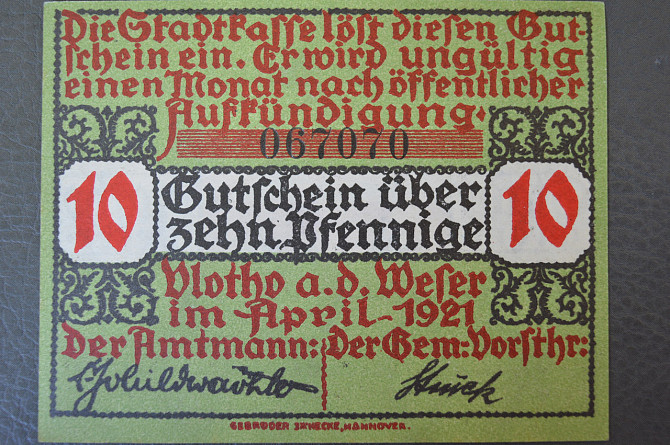 Die Stadtkasse löst diesen Gut-
schein ein. Er wird ungültig
einen Monat nach öffentlicher
Aufkündigung.
067070
10 Gutschein über 10
zehn Pfennige
Vlotho a. d. Weser
im April 1921
Der Amtmann: Der Gem: Vorsthr:
GEBRÜDER JÄNECKE, HANNOVER.